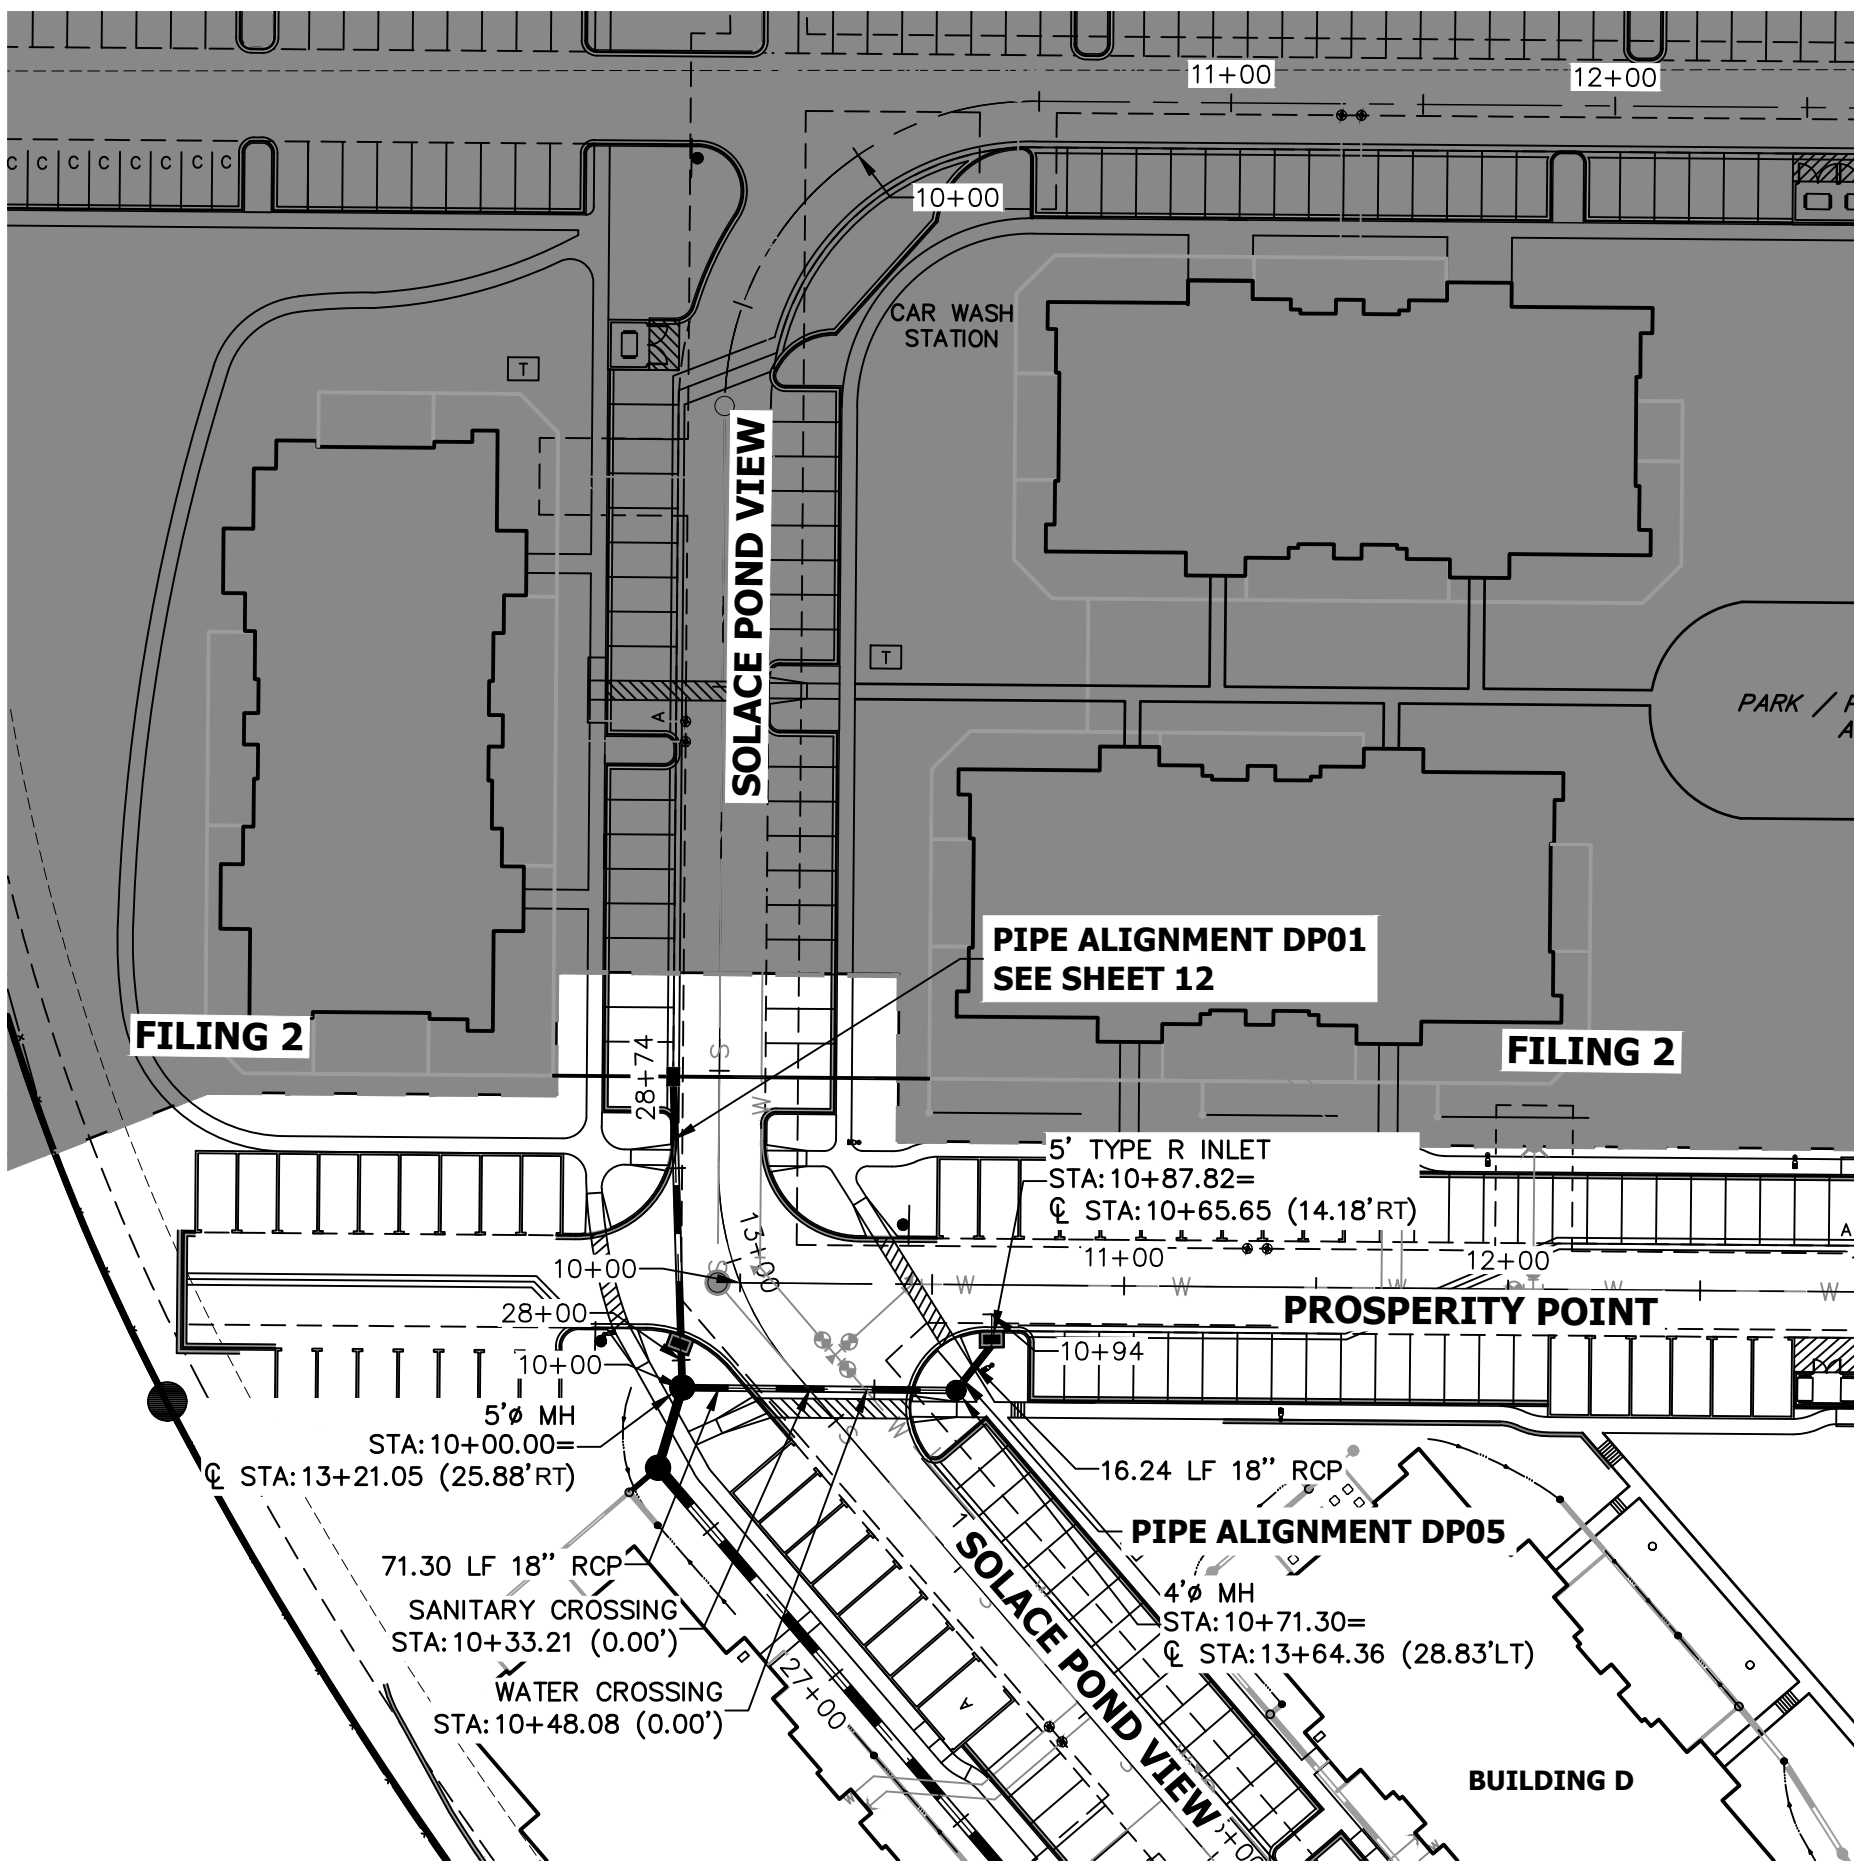 11+00
12+00
C C C C C C C C
10+00
CAR WASH
STATION
T
SOLACE POND VIEW
T
A
PARK / 
PIPE ALIGNMENT DP01
SEE SHEET 12
FILING 2
FILING 2
28+74
S
W
5' TYPE R INLET
STA:10+87.82=
℄ STA:10+65.65 (14.18'RT)
A
13+00
11+00
12+00
10+00
S
W
W
W
W
W
PROSPERITY POINT
28+00
10+94
10+00
5'ø MH
STA:10+00.00=
℄ STA:13+21.05 (25.88'RT)
S
W
16.24 LF 18" RCP
PIPE ALIGNMENT DP05
71.30 LF 18" RCP
SOLACE POND VIEW
4'ø MH
STA:10+71.30=
℄ STA:13+64.36 (28.83'LT)
SANITARY CROSSING
STA:10+33.21 (0.00')
27+00
WATER CROSSING
STA:10+48.08 (0.00')
A
BUILDING D